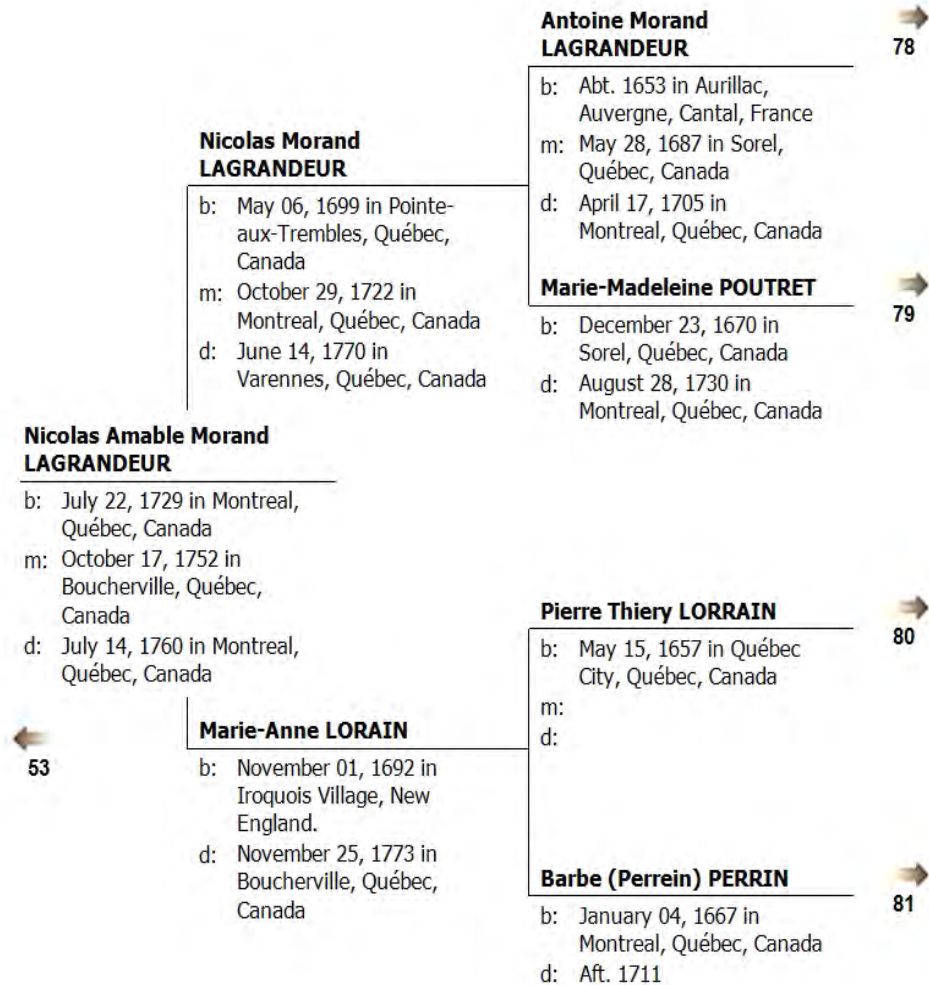 Antoine Morand
LAGRANDEUR
78
b: Abt. 1653 in Aurillac,
Auvergne, Cantal, France
m: May 28, 1687 in Sorel,
Québec, Canada
d: April 17, 1705 in
Montreal, Québec, Canada
Nicolas Morand
LAGRANDEUR
b: May 06, 1699 in Pointe-
aux-Trembles, Québec,
Canada
m: October 29, 1722 in
Montreal, Québec, Canada
d: June 14, 1770 in
Varennes, Québec, Canada
Marie-Madeleine POUTRET
79
b: December 23, 1670 in
Sorel, Québec, Canada
d: August 28, 1730 in
Montreal, Québec, Canada
Nicolas Amable Morand
LAGRANDEUR
b: July 22, 1729 in Montreal,
Québec, Canada
m: October 17, 1752 in
Boucherville, Québec,
Canada
d: July 14, 1760 in Montreal,
Québec, Canada
53
Pierre Thiery LORRAIN
80
b: May 15, 1657 in Québec
City, Québec, Canada
m:
d:
Marie-Anne LORAIN
b: November 01, 1692 in
Iroquois Village, New
England.
d: November 25, 1773 in
Boucherville, Québec,
Canada
Barbe (Perrein) PERRIN
81
b: January 04, 1667 in
Montreal, Québec, Canada
d: Aft. 1711